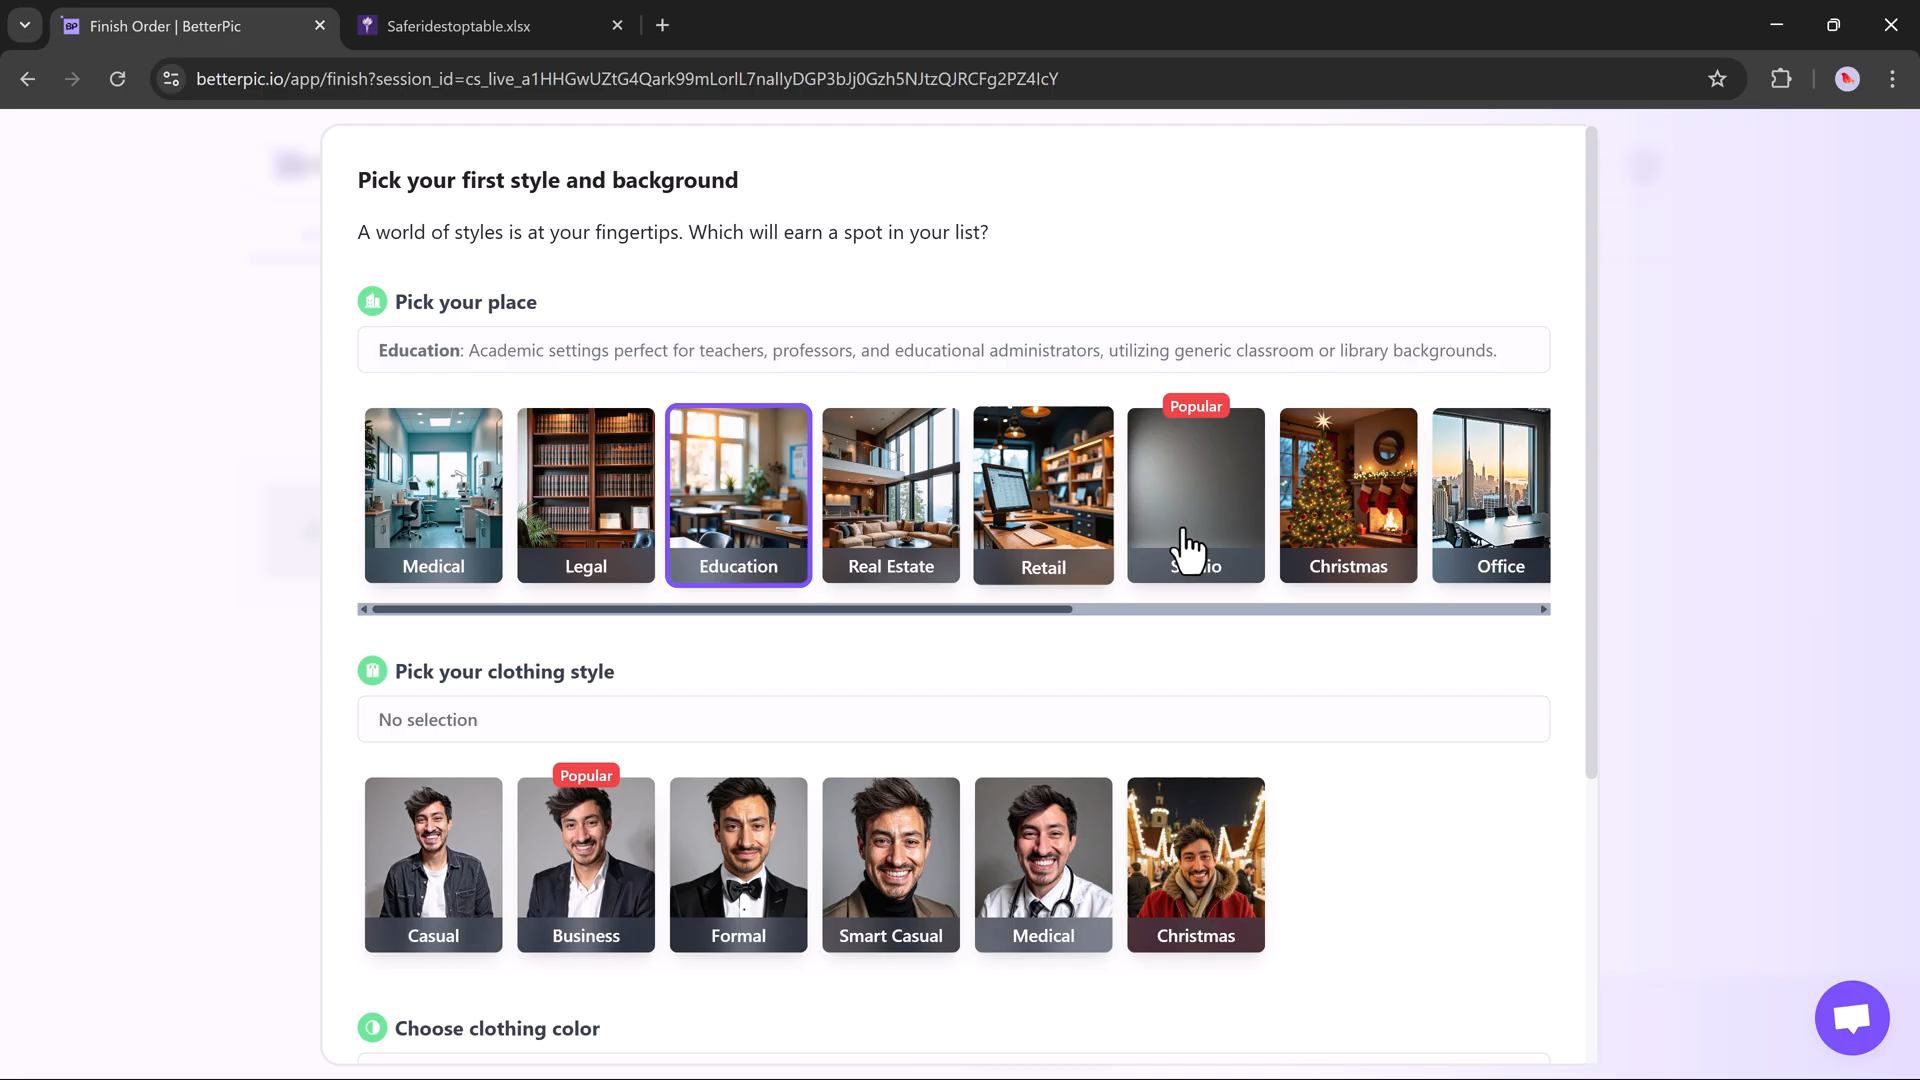 Finish Order | BetterPic
Saferidestoptable.xlsx
betterpic.io/app/finish?session_id=cs_live_a1HHGwUZtG4Qark99mLorlL7nallyDGP3bJj0Gzh5NJtzQJRCFg2PZ4lcY
Pick your first style and background
A world of styles is at your fingertips. Which will earn a spot in your list?
Pick your place
Education: Academic settings perfect for teachers, professors, and educational administrators, utilizing generic classroom or library backgrounds.
Popular
Medical
Legal
Education
Real Estate
Retail
Christmas
Office
Pick your clothing style
No selection
Popular
Casual
Business
Formal
Smart Casual
Medical
Christmas
Choose clothing color